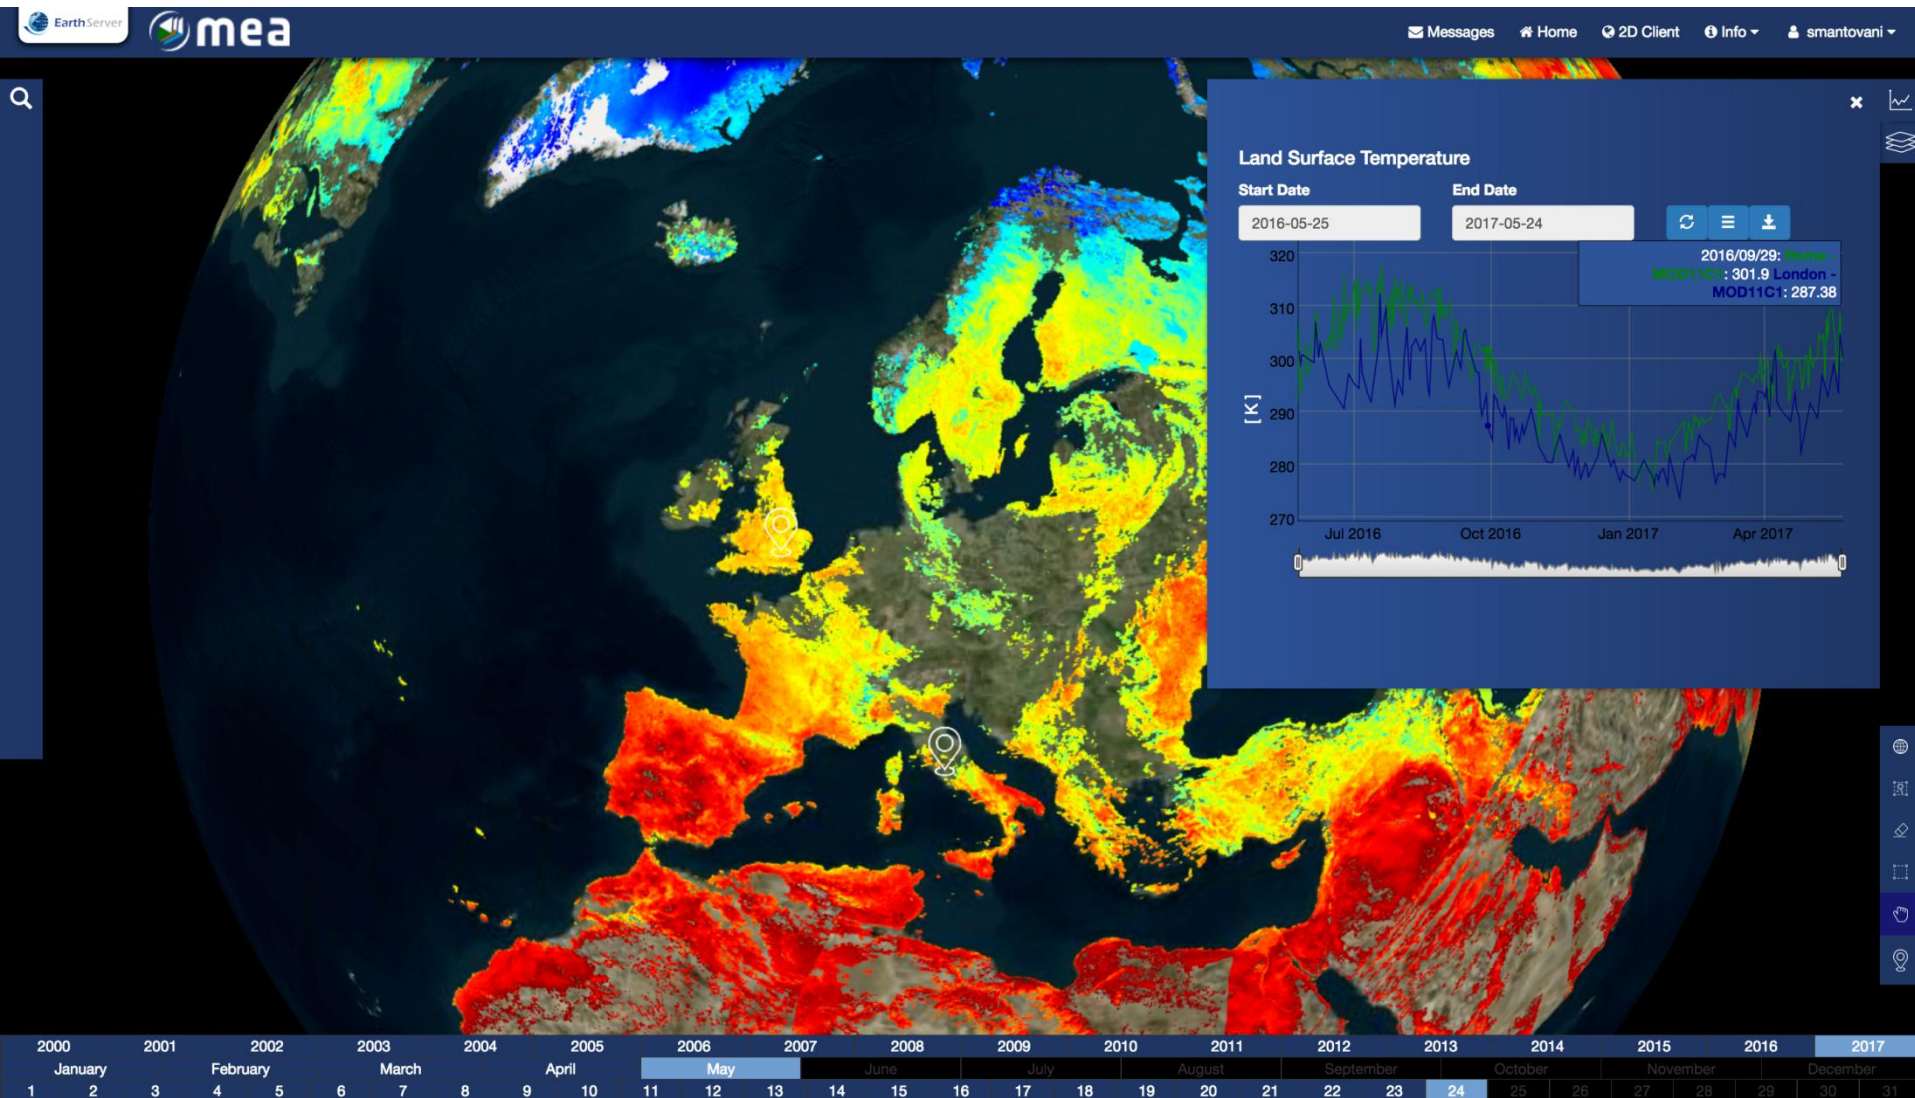 EarthServer
mea
Messages Home 2D Client Info smantovani
Land Surface Temperature
Start Date End Date
2016-05-25 2017-05-24
2016/09/29: Rome -
MOD11C1: 301.9 London -
MOD11C1: 287.38
320
310
300
290
280
270
[K]
Jul 2016 Oct 2016 Jan 2017 Apr 2017
2000 2001 2002 2003 2004 2005 2006 2007 2008 2009 2010 2011 2012 2013 2014 2015 2016 2017
January February March April May June July August September October November December
1 2 3 4 5 6 7 8 9 10 11 12 13 14 15 16 17 18 19 20 21 22 23 24 25 26 27 28 29 30 31